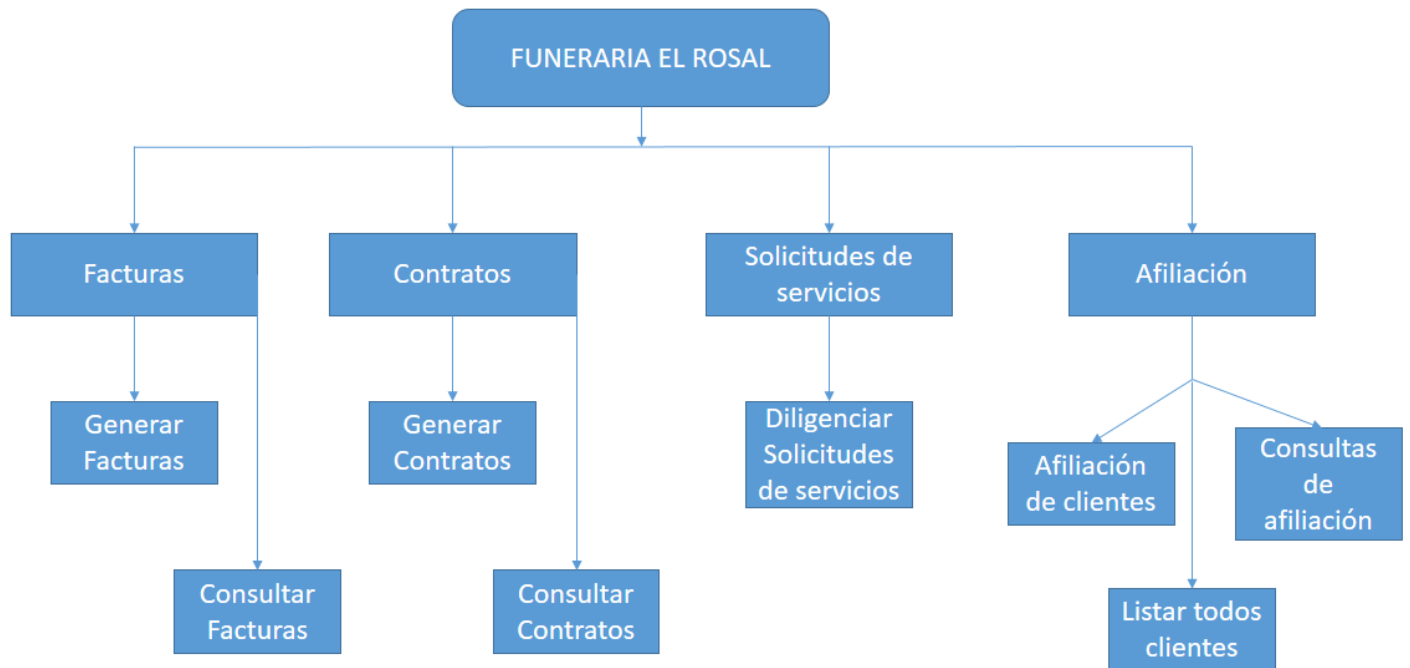 FUNERARIA EL ROSAL
Facturas
Contratos
Solicitudes de
servicios
Afiliación
Generar
Facturas
Generar
Contratos
Diligenciar
Solicitudes
de servicios
Afiliación
de clientes
Consultas
de
afiliación
Consultar
Facturas
Consultar
Contratos
Listar todos
clientes